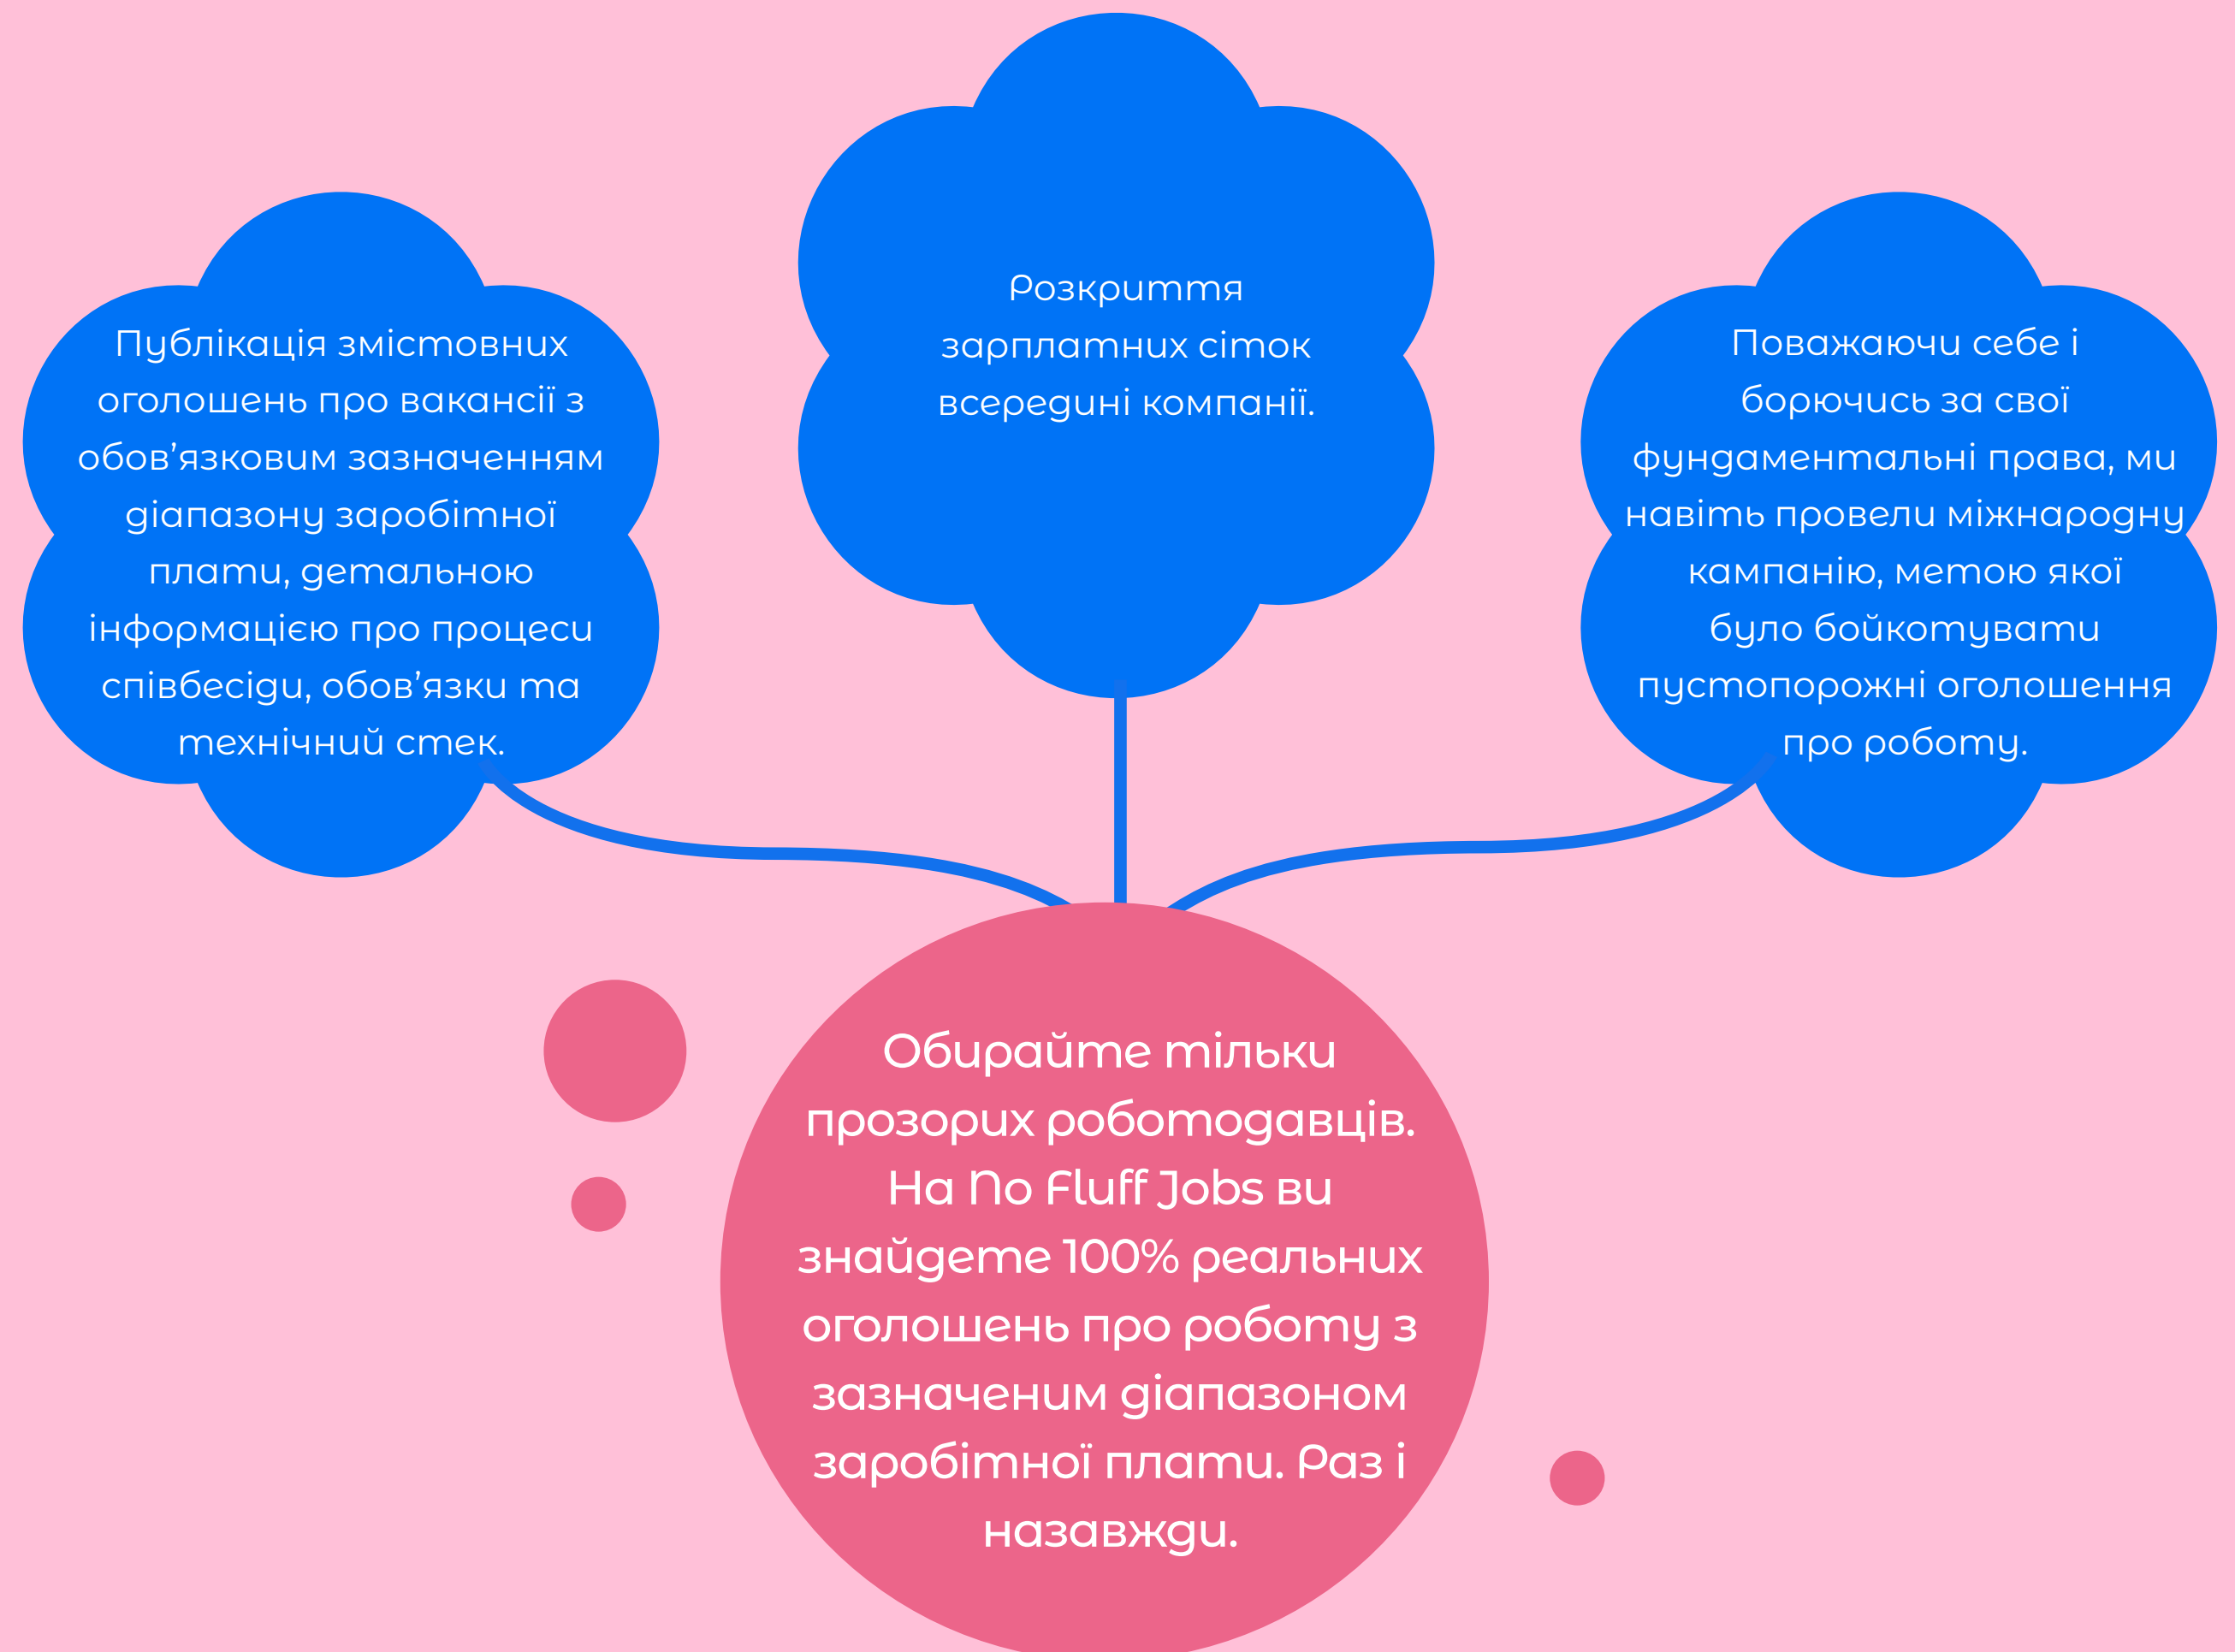 Публікація змістовних
оголошень про вакансії з
обов’язковим зазначенням
діапазону заробітної
плати, детальною
інформацією про процеси
співбесіди, обов’язки та
технічний стек.
Розкриття
зарплатних сіток
всередині компанії.
Поважаючи себе і
борючись за свої
фундаментальні права, ми
навіть провели міжнародну
кампанію, метою якої
було бойкотувати
пустопорожні оголошення
про роботу.
Обирайте тільки
прозорих роботодавців.
На No Fluff Jobs ви
знайдете 100% реальних
оголошень про роботу з
зазначеним діапазоном
заробітної плати. Раз і
назавжди.